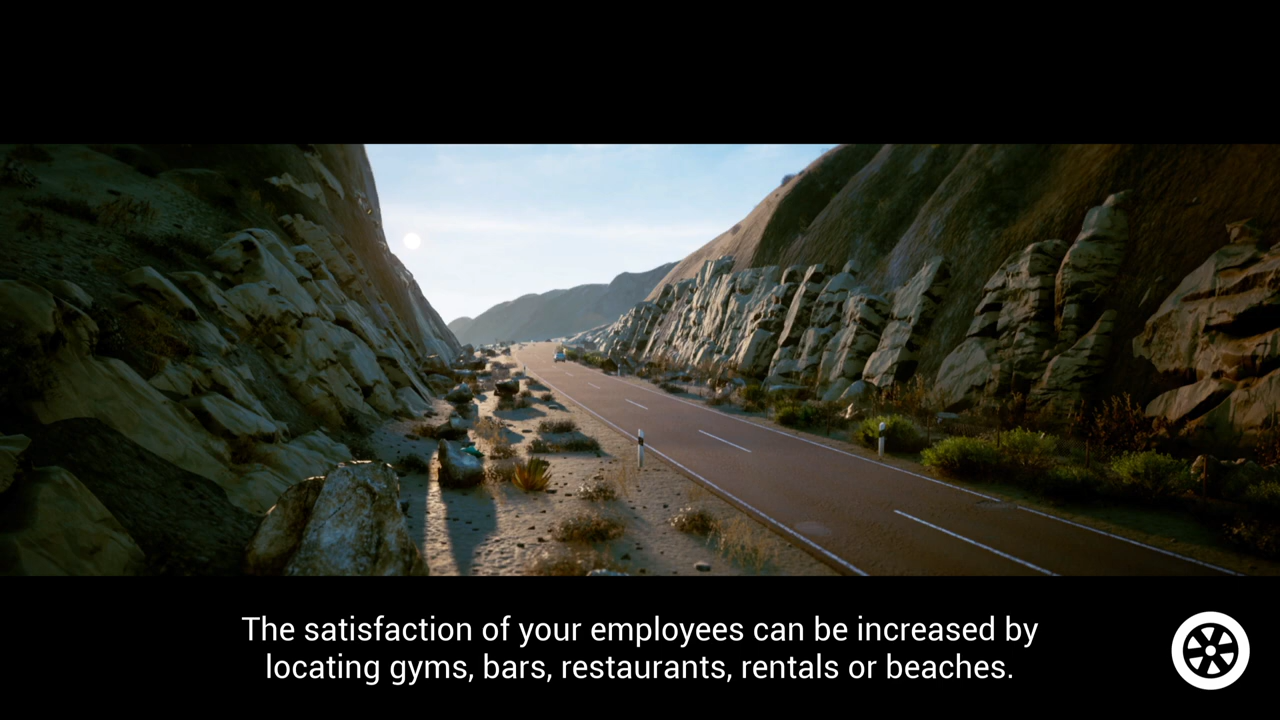 The satisfaction of your employees can be increased by
locating gyms, bars, restaurants, rentals or beaches.